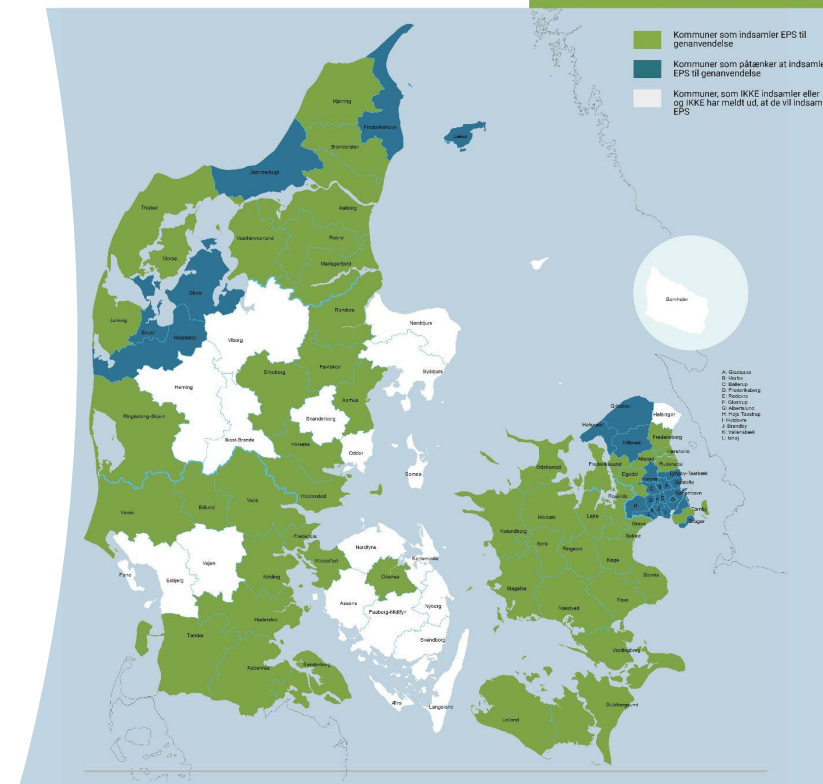 Kommuner som indsamler EPS til
genanvendelse
Kommuner som påtænker at indsamle
EPS til genanvendelse
Kommuner, som IKKE indsamler eller
og IKKE har meldt ud, at de vil indsam
EPS
Hjørring
Frederikshavn
Læsø
Brønderslev
Jammerbugt
Thisted
Aalborg
Vesthimmerland
Rebild
Morsø
Mariagerfjord
Skive
Bornholm
Lemvig
Randers
Norddjurs
Struer
Holstebro
Viborg
Favrskov
Syddjurs
Silkeborg
Herning
Aarhus
A: Gladsaxe
B: Herlev
C: Ballerup
D: Frederiksberg
E: Rødovre
F: Glostrup
G: Albertslund
H: Høje Taastrup
I: Hvidovre
J: Brøndby
K: Vallensbæk
L: Ishøj
Gribskov
Helsingør
Ringkøbing-Skjern
Skanderborg
Halsnæs
Ikast-Brande
Horsens
Hillerød
Fredensborg
Odder
Hørsholm
Samsø
Odsherred
Frederikssund
Allerød
Rudersdal
Egedal
Furesø
Lyngby-Taarbæk
Gentofte
Hedensted
Roskilde
København
Varde
Billund
Vejle
Holbæk
Lejre
Tårnby
Kalundborg
Greve
Dragør
Fredericia
Solrød
Sorø
Nordfyns
Ringsted
Kerteminde
Vejen
Middelfart
Køge
Fanø
Esbjerg
Kolding
Odense
Stevns
Slagelse
Assens
Nyborg
Faxe
Faaborg-Midtfyn
Næstved
Haderslev
Tønder
Svendborg
Vordingborg
Aabenraa
Sønderborg
Ærø
Langeland
Guldborgsund
Lolland